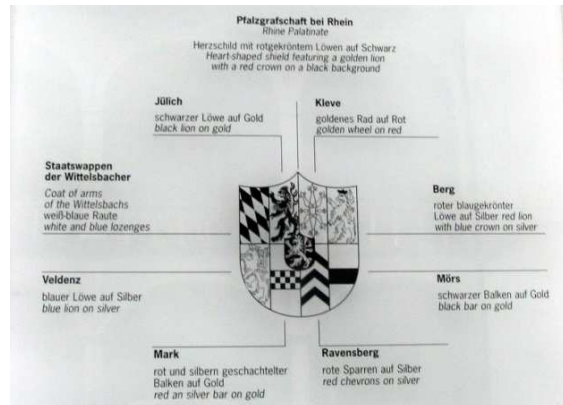 Pfalzgrafschaft bei Rhein
Rhine Palatinate
Herzschild mit rotgekröntem Löwen auf Schwarz
Heart-shaped shield featuring a golden lion
with a red crown on a black background
Jülich
schwarzer Löwe auf Gold
black lion on gold
Kleve
goldenes Rad auf Rot
golden wheel on red
Staatswappen
der Wittelsbacher
Coat of arms
of the Wittelsbachs
weiß-blaue Raute
white and blue lozenges
Berg
roter blaugekrönter
Löwe auf Silber red lion
with blue crown on silver
Veldenz
blauer Löwe auf Silber
blue lion on silver
Mörs
schwarzer Balken auf Gold
black bar on gold
Mark
rot und silbern geschachtelter
Balken auf Gold
red an silver bar on gold
Ravensberg
rote Sparren auf Silber
red chevrons on silver